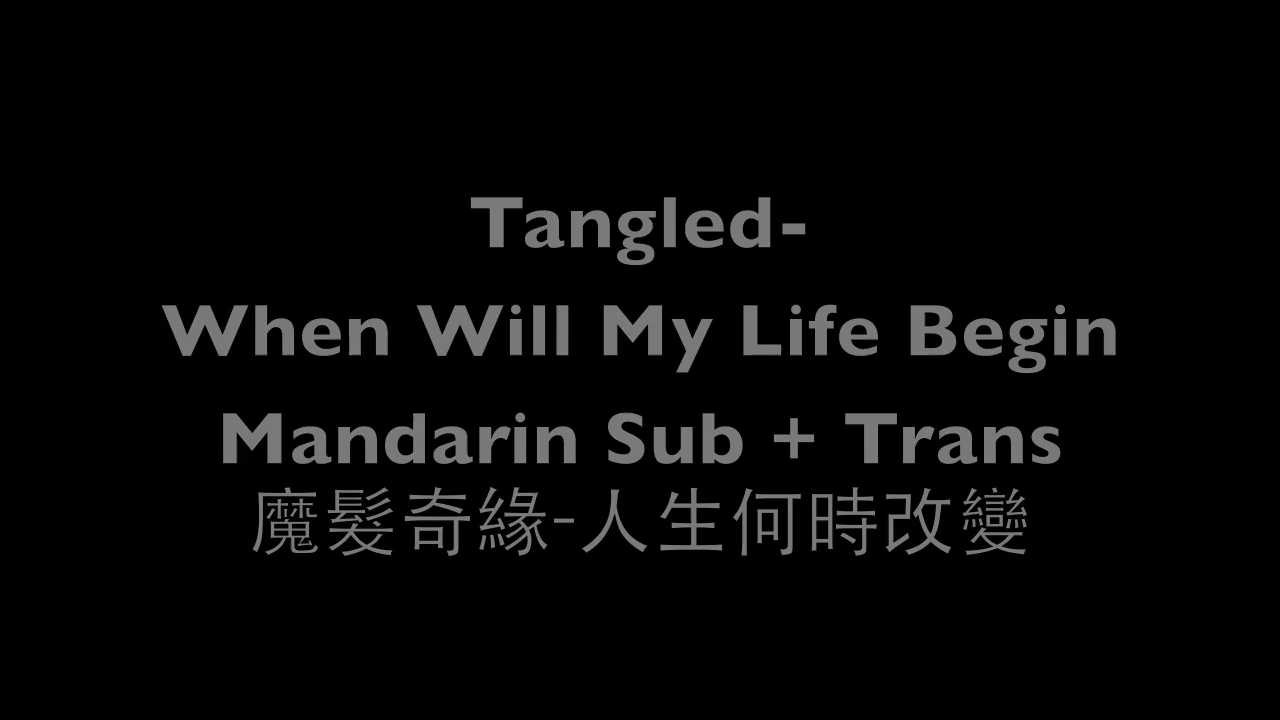 Tangled-
When Will My Life Begin
Mandarin Sub + Trans
魔髮奇緣-人生何時改變